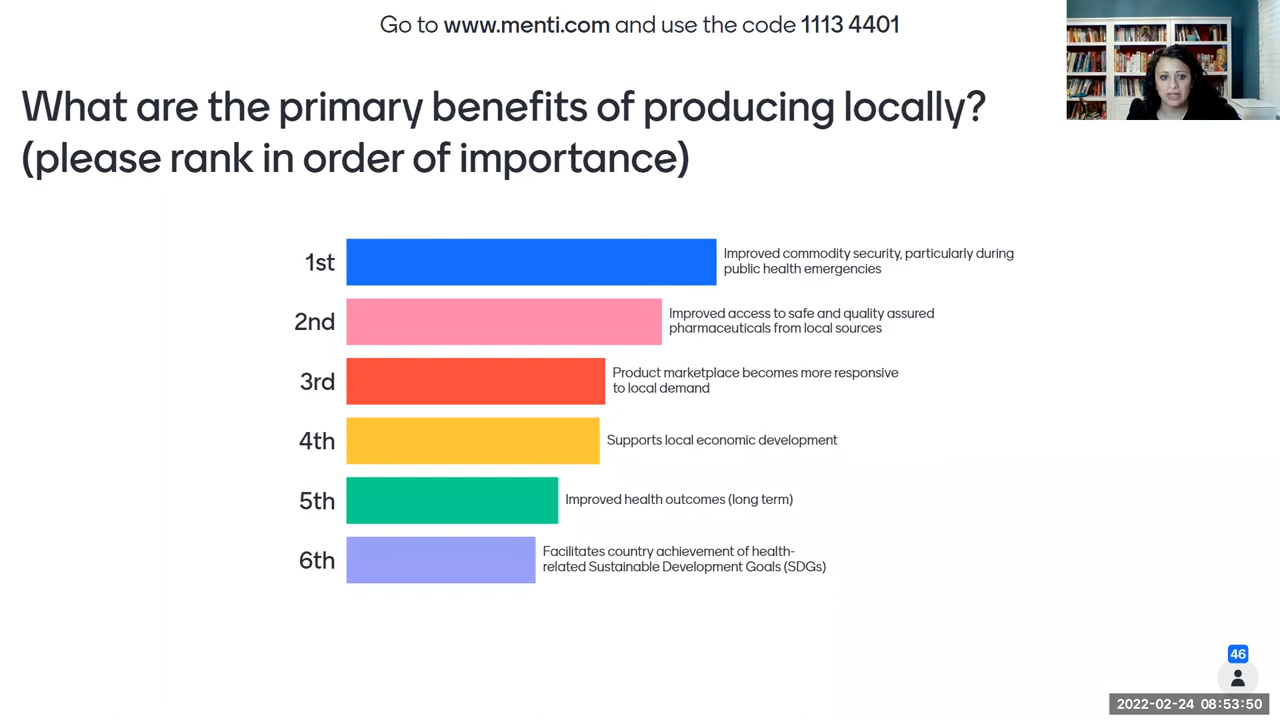 Go to www.menti.com and use the code 1113 4401
What are the primary benefits of producing locally?
(please rank in order of importance)
1st
Improved commodity security, particularly during
public health emergencies
2nd
Improved access to safe and quality assured
pharmaceuticals from local sources
3rd
Product marketplace becomes more responsive
to local demand
4th
Supports local economic development
5th
Improved health outcomes (long term)
6th
Facilitates country achievement of health-
related Sustainable Development Goals (SDGs)
46
2022-02-24 08:53:50